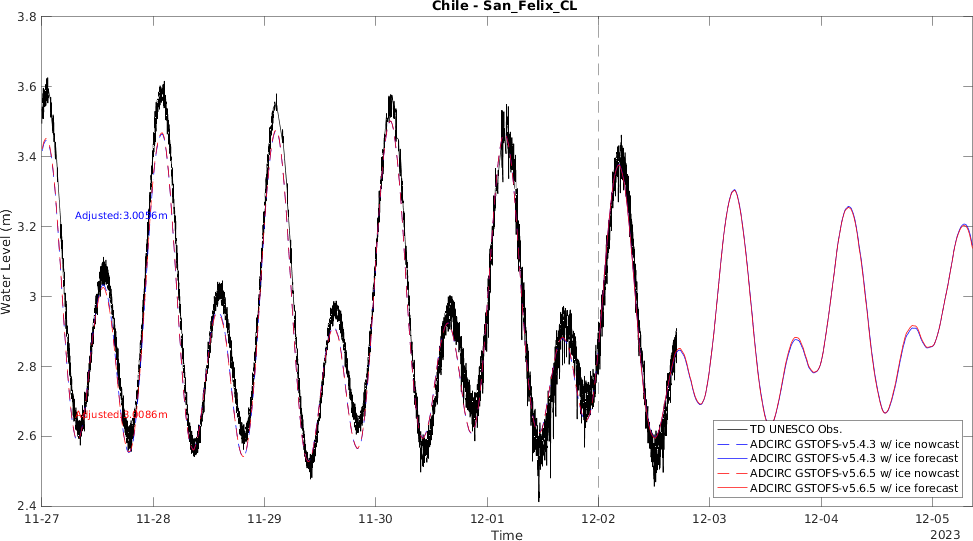 Chile - San_Felix_CL
3.8
3.6
3.4
3.2
3
2.8
2.6
2.4
Water Level (m)
Adjusted:3.0056m
Adjusted:3.0086m
TD UNESCO Obs.
ADCIRC GSTOFS-v5.4.3 w/ ice nowcast
ADCIRC GSTOFS-v5.4.3 w/ ice forecast
ADCIRC GSTOFS-v5.6.5 w/ ice nowcast
ADCIRC GSTOFS-v5.6.5 w/ ice forecast
11-27
11-28
11-29
11-30
12-01
12-02
12-03
12-04
12-05
Time
2023